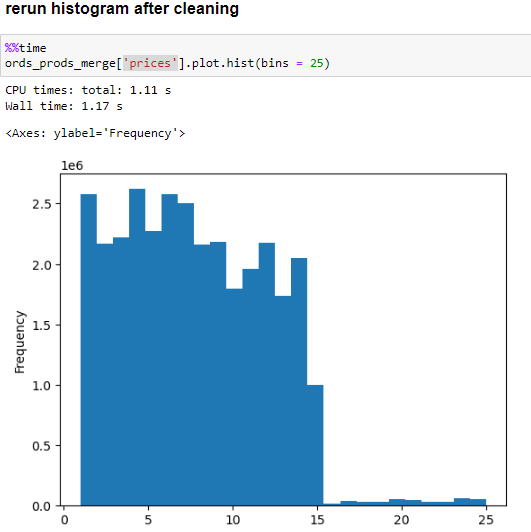 rerun histogram after cleaning
%%time
ords_prods_merge['prices'].plot.hist(bins = 25)
CPU times: total: 1.11 s
Wall time: 1.17 s
<Axes: ylabel='Frequency'>
1e6
2.5
2.0
1.5
1.0
0.5
0.0
Frequency
0 5 10 15 20 25